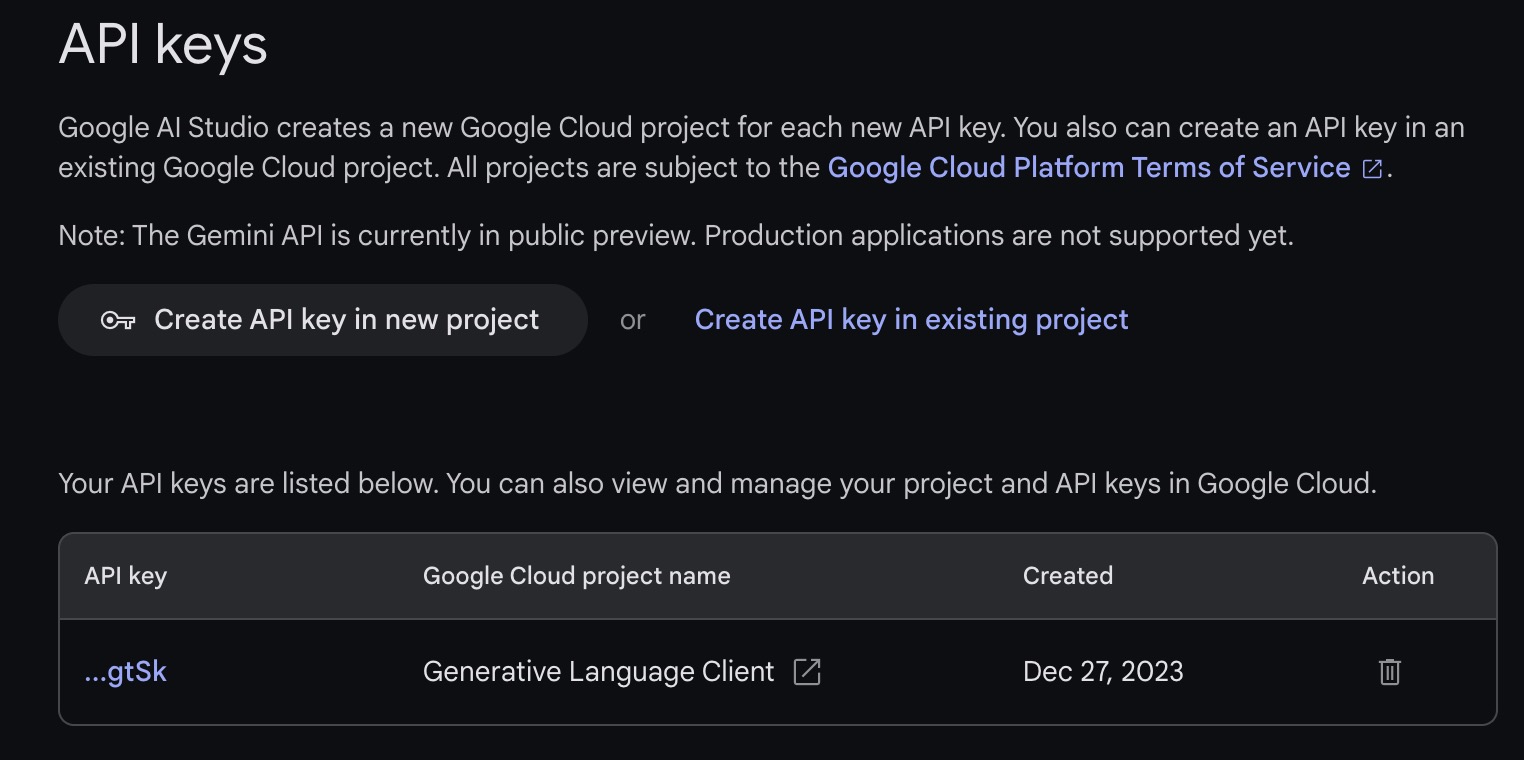 API keys
Google AI Studio creates a new Google Cloud project for each new API key. You also can create an API key in an
existing Google Cloud project. All projects are subject to the Google Cloud Platform Terms of Service.
Note: The Gemini API is currently in public preview. Production applications are not supported yet.
Create API key in new project or Create API key in existing project
Your API keys are listed below. You can also view and manage your project and API keys in Google Cloud.
API key Google Cloud project name Created Action
...gtSk Generative Language Client Dec 27, 2023